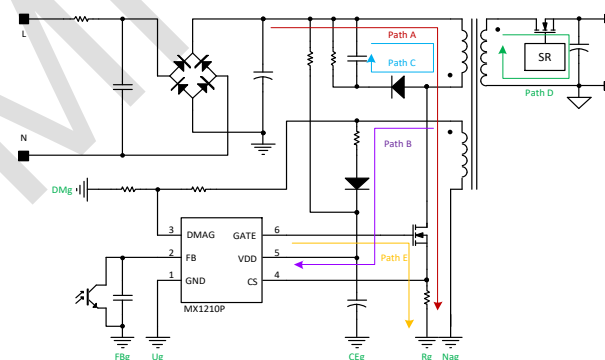 L
Path A
Path C
SR
Path D
N
Path B
DMg
3
DMAG
GATE
6
2
FB
VDD
5
Path E
1
GND
CS
4
MX1210P
FBg
Ug
CEg
Rg
Nag